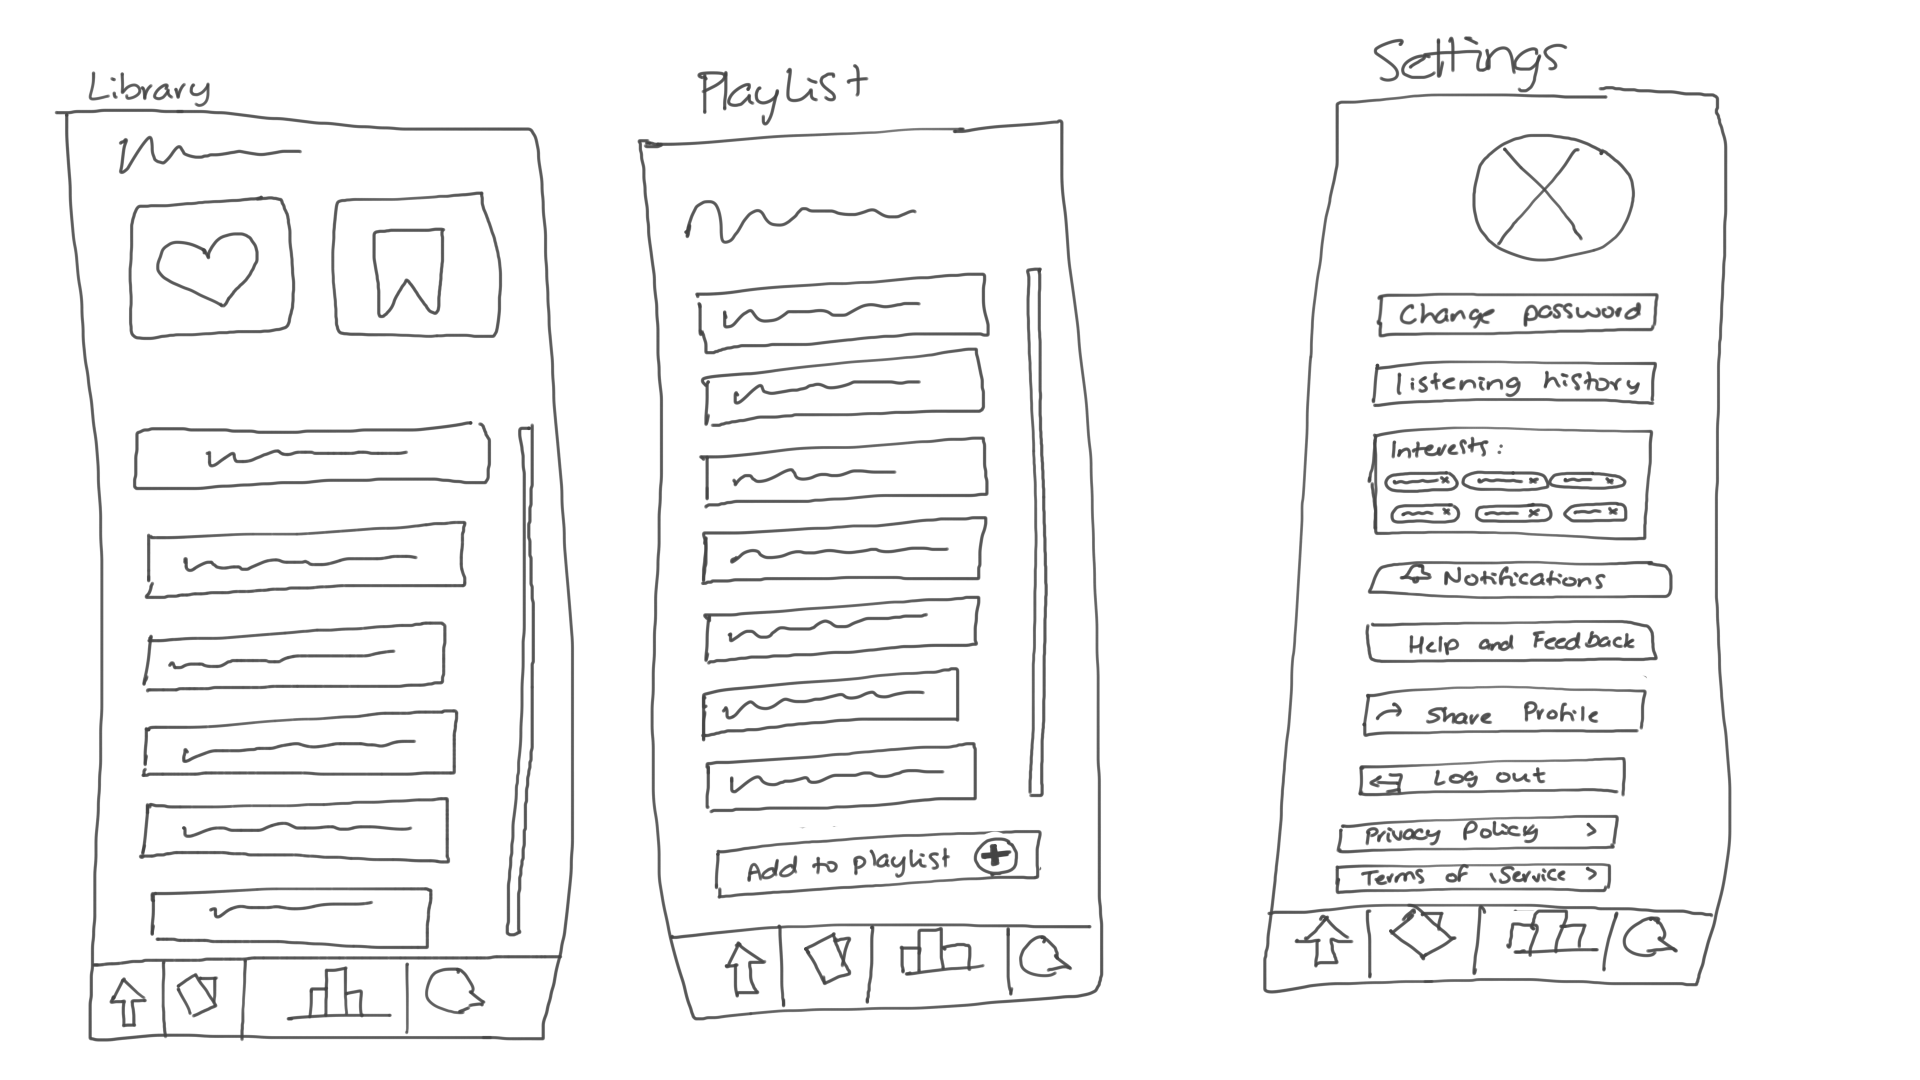 Library
Playlist
Add to playlist
Settings
Change password
listening history
Interests:
Notifications
Help and Feedback
Share Profile
Log out
Privacy Policy >
Terms of Service >